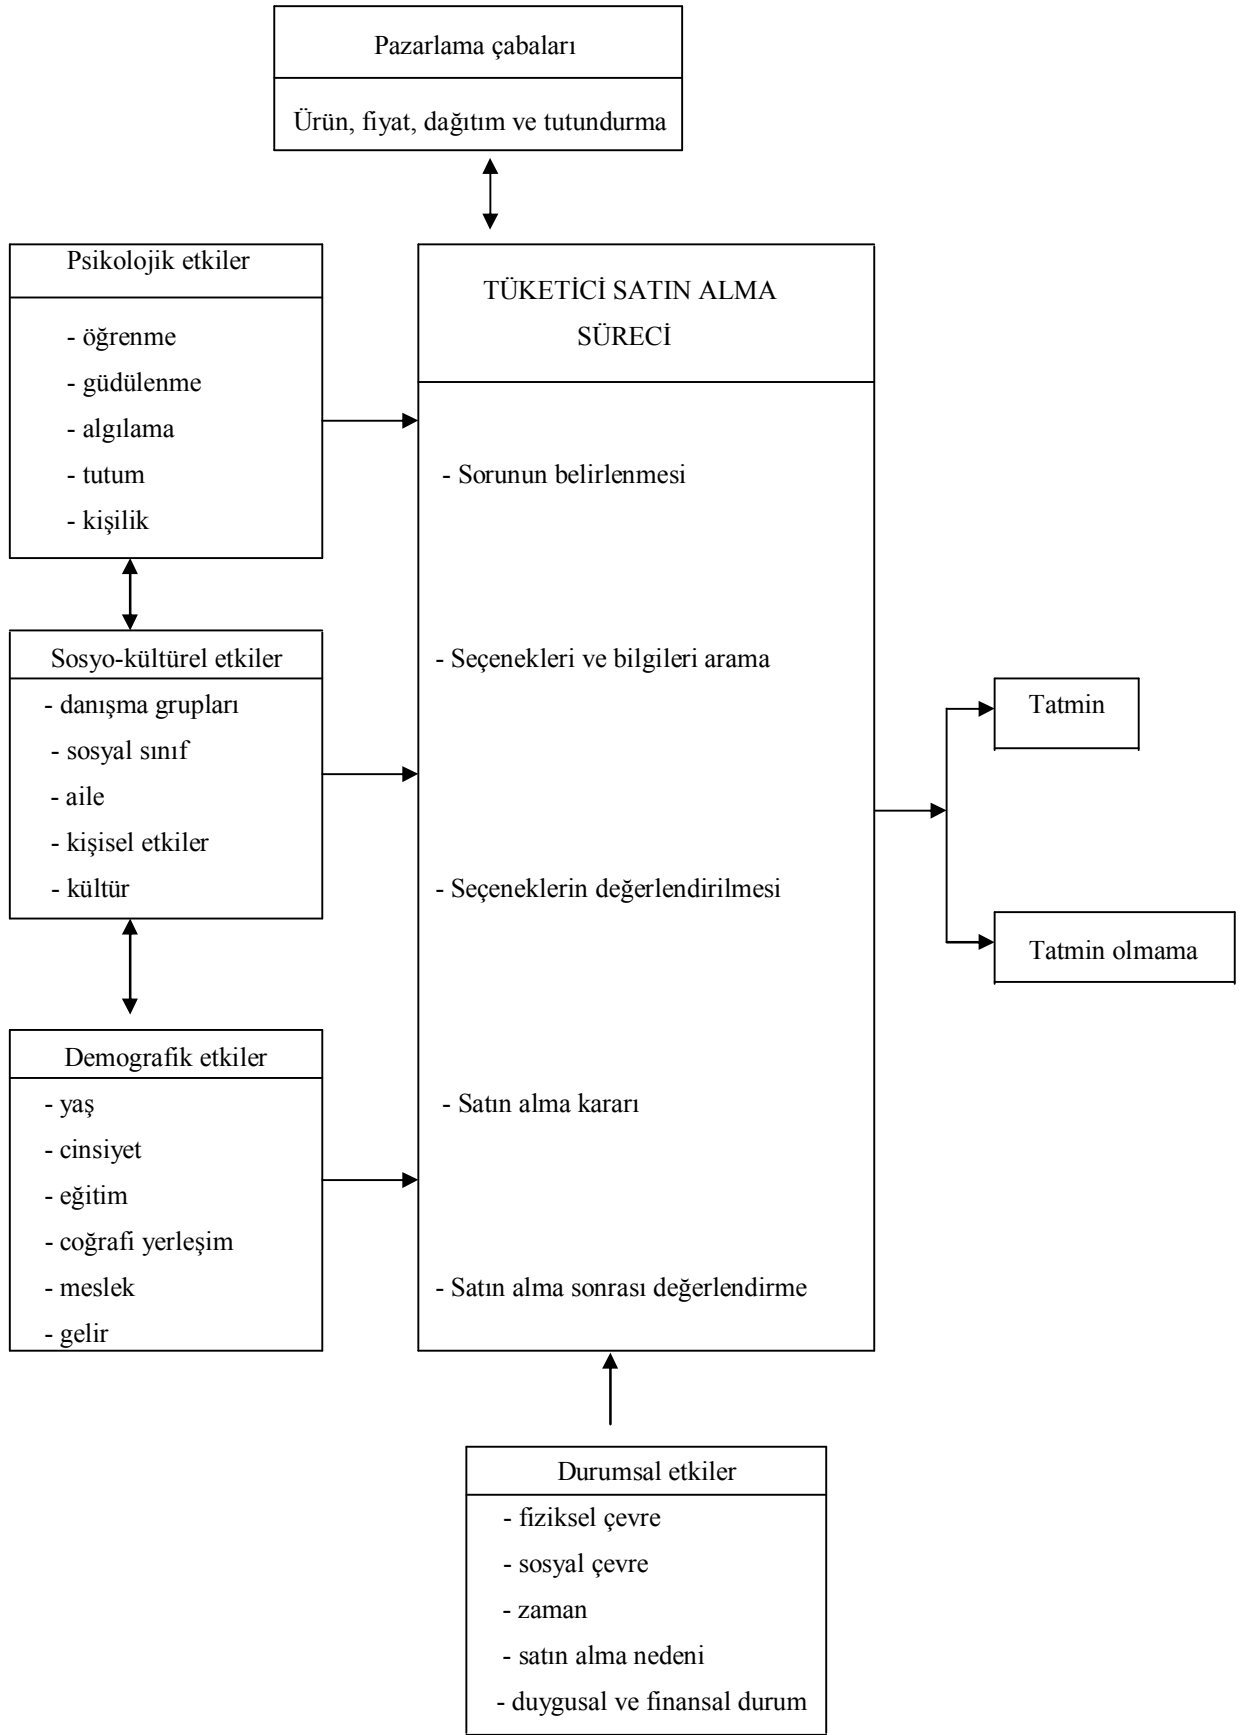 Pazarlama çabaları
Ürün, fiyat, dağıtım ve tutundurma
Psikolojik etkiler
- öğrenme
- güdülenme
- algılama
- tutum
- kişilik
Sosyo-kültürel etkiler
- danışma grupları
- sosyal sınıf
- aile
- kişisel etkiler
- kültür
Demografik etkiler
- yaş
- cinsiyet
- eğitim
- coğrafi yerleşim
- meslek
- gelir
TÜKETİCİ SATIN ALMA
SÜRECİ
- Sorunun belirlenmesi
- Seçenekleri ve bilgileri arama
- Seçeneklerin değerlendirilmesi
- Satın alma kararı
- Satın alma sonrası değerlendirme
Tatmin
Tatmin olmama
Durumsal etkiler
- fiziksel çevre
- sosyal çevre
- zaman
- satın alma nedeni
- duygusal ve finansal durum